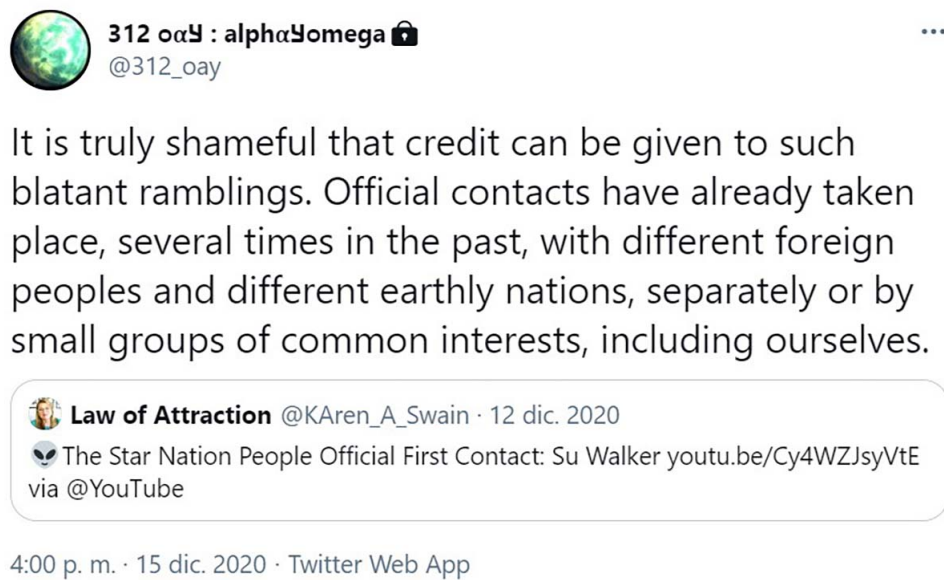 312 oαY : alphαYomega
@312_oay
It is truly shameful that credit can be given to such
blatant ramblings. Official contacts have already taken
place, several times in the past, with different foreign
peoples and different earthly nations, separately or by
small groups of common interests, including ourselves.
Law of Attraction @KAren_A_Swain · 12 dic. 2020
👽The Star Nation People Official First Contact: Su Walker youtu.be/Cy4WZJsyVtE
via @YouTube
4:00 p. m. · 15 dic. 2020 · Twitter Web App